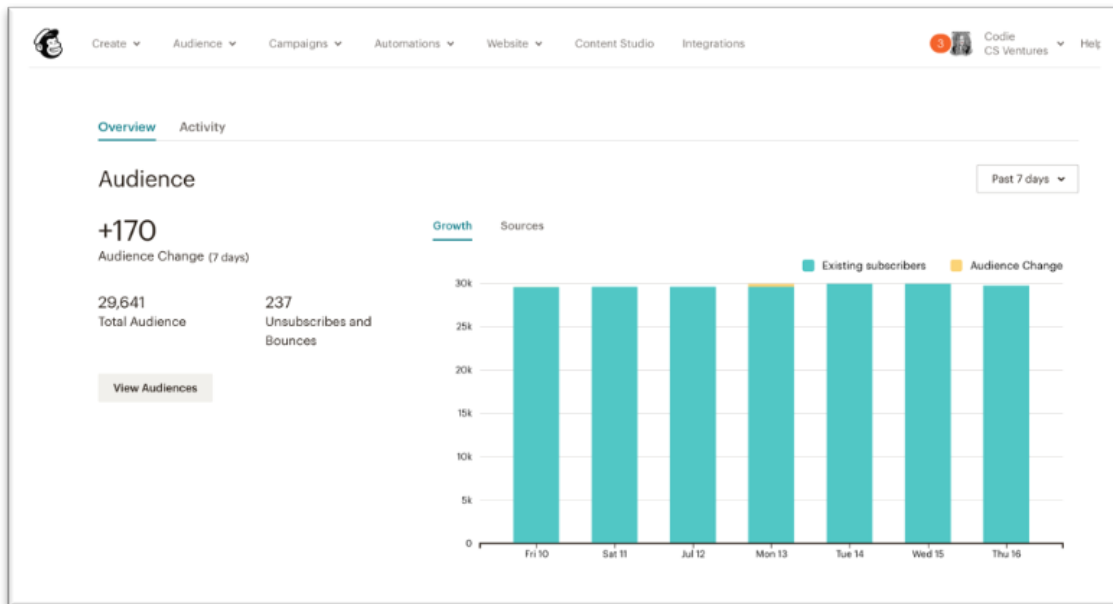 Create Audience Campaigns Automations Website Content Studio Integrations 3 Codie Help
CS Ventures
Overview Activity
Audience
Past 7 days
+170
Audience Change (7 days)
Growth Sources
Existing subscribers Audience Change
29,641 237
Total Audience Unsubscribes and
Bounces
View Audiences
30k
25k
20k
15k
10k
5k
0
Fri 10 Sat 11 Jul 12 Mon 13 Tue 14 Wed 15 Thu 16